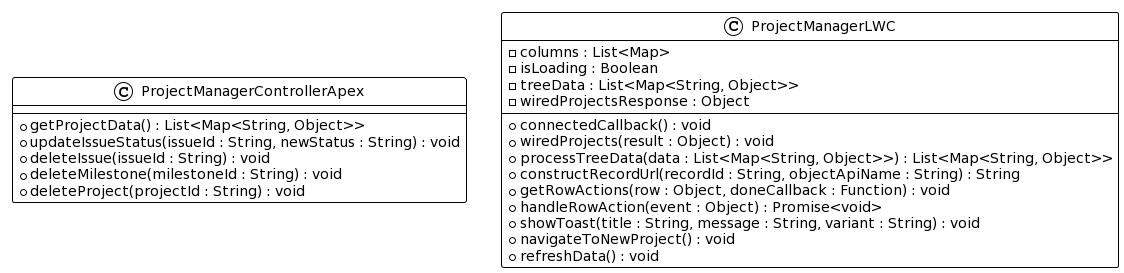 C ProjectManagerControllerApex
getProjectData() : List<Map<String, Object>>
updateIssueStatus(issueId : String, newStatus : String) : void
deleteIssue(issueId : String) : void
deleteMilestone(milestoneId : String) : void
deleteProject(projectId : String) : void
C ProjectManagerLWC
columns : List<Map>
isLoading : Boolean
treeData : List<Map<String, Object>>
wiredProjectsResponse : Object
connectedCallback() : void
wiredProjects(result : Object) : void
processTreeData(data : List<Map<String, Object>>) : List<Map<String, Object>>
constructRecordUrl(recordId : String, objectApiName : String) : String
getRowActions(row : Object, doneCallback : Function) : void
handleRowAction(event : Object) : Promise<void>
showToast(title : String, message : String, variant : String) : void
navigateToNewProject() : void
refreshData() : void